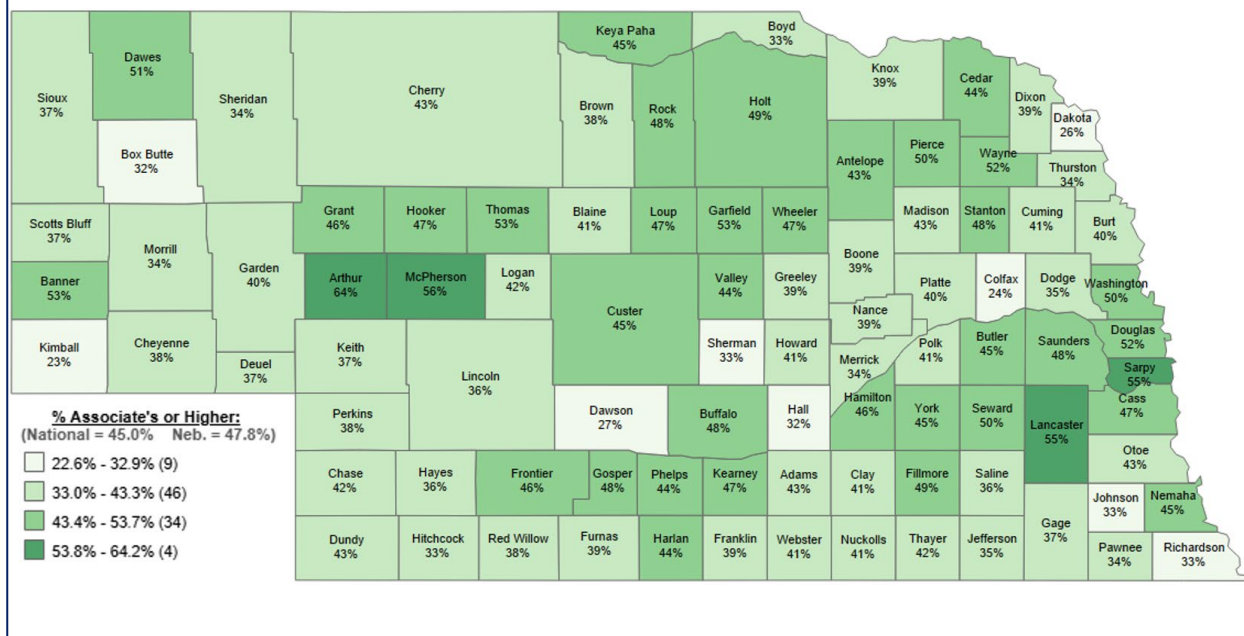 Keya Paha
45%
Boyd
33%
Dawes
51%
Cherry
43%
Knox
39%
Cedar
44%
Sioux
37%
Sheridan
34%
Brown
38%
Rock
48%
Holt
49%
Dixon
39%
Dakota
26%
Box Butte
32%
Antelope
43%
Pierce
50%
Wayne
52%
Thurston
34%
Scotts Bluff
37%
Morrill
34%
Garden
40%
Grant
46%
Hooker
47%
Thomas
53%
Blaine
41%
Loup
47%
Garfield
53%
Wheeler
47%
Madison
43%
Stanton
48%
Cuming
41%
Burt
40%
Boone
39%
Banner
53%
Arthur
64%
McPherson
56%
Logan
42%
Custer
45%
Valley
44%
Greeley
39%
Platte
40%
Colfax
24%
Dodge
35%
Washington
50%
Nance
39%
Kimball
23%
Cheyenne
38%
Deuel
37%
Keith
37%
Lincoln
36%
Sherman
33%
Howard
41%
Merrick
34%
Polk
41%
Butler
45%
Saunders
48%
Douglas
52%
Sarpy
55%
Perkins
38%
Dawson
27%
Buffalo
48%
Hall
32%
Hamilton
46%
York
45%
Seward
50%
Lancaster
55%
Cass
47%
Otoe
43%
Chase
42%
Hayes
36%
Frontier
46%
Gosper
48%
Phelps
44%
Kearney
47%
Adams
43%
Clay
41%
Fillmore
49%
Saline
36%
Johnson
33%
Nemaha
45%
Dundy
43%
Hitchcock
33%
Red Willow
38%
Furnas
39%
Harlan
44%
Franklin
39%
Webster
41%
Nuckolls
41%
Thayer
42%
Jefferson
35%
Gage
37%
Pawnee
34%
Richardson
33%
% Associate's or Higher:
(National = 45.0% Neb. = 47.8%)
22.6% - 32.9% (9)
33.0% - 43.3% (46)
43.4% - 53.7% (34)
53.8% - 64.2% (4)